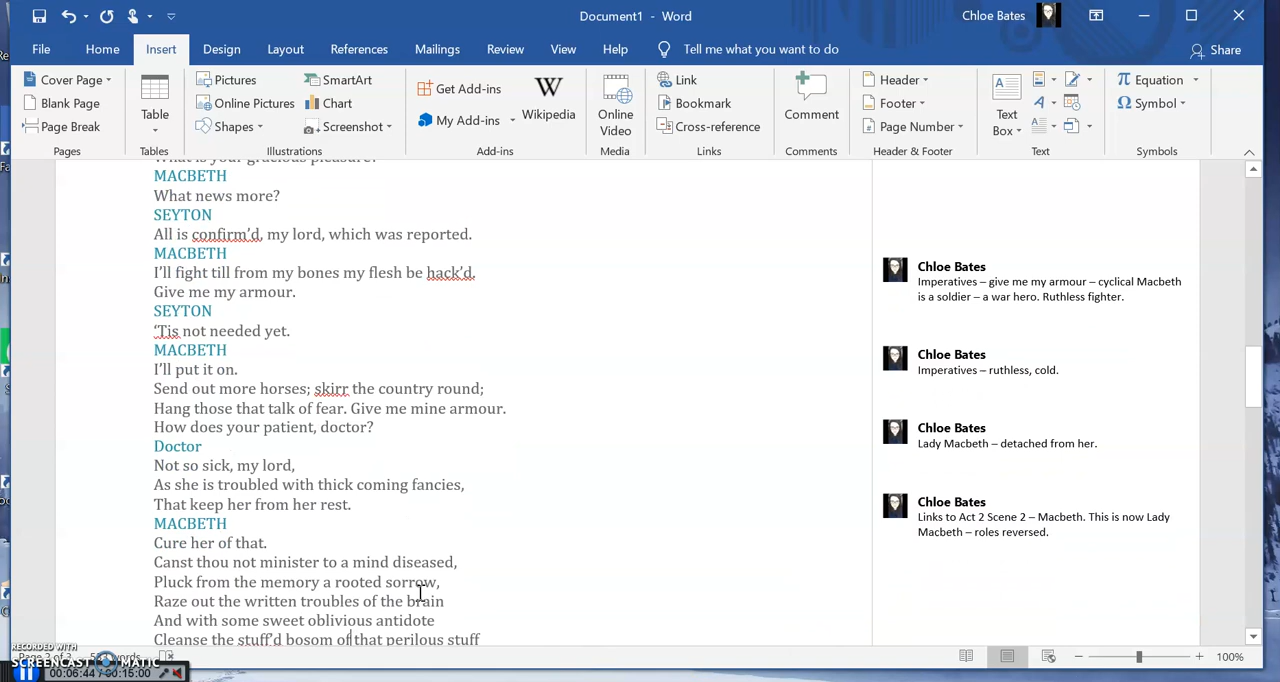 Document1 - Word
Chloe Bates
File Home Insert Design Layout References Mailings Review View Help Tell me what you want to do Share
Cover Page
Blank Page
Page Break
Pages
Table
Tables
Pictures
Online Pictures
Shapes
SmartArt
Chart
Screenshot
Illustrations
Get Add-ins
My Add-ins
Wikipedia
Add-ins
Online
Video
Media
Link
Bookmark
Cross-reference
Links
Comment
Comments
Header
Footer
Page Number
Header & Footer
Text
Box
Text
Equation
Symbol
Symbols
What is your gracious pleasure?
MACBETH
What news more?
SEYTON
All is confirm’d, my lord, which was reported.
MACBETH
I’ll fight till from my bones my flesh be hack’d.
Give me my armour.
SEYTON
‘Tis not needed yet.
MACBETH
I’ll put it on.
Send out more horses; skirr the country round;
Hang those that talk of fear. Give me mine armour.
How does your patient, doctor?
Doctor
Not so sick, my lord,
As she is troubled with thick coming fancies,
That keep her from her rest.
MACBETH
Cure her of that.
Canst thou not minister to a mind diseased,
Pluck from the memory a rooted sorrow,
Raze out the written troubles of the brain
And with some sweet oblivious antidote
Cleanse the stuff’d bosom of that perilous stuff
Chloe Bates
Imperatives – give me my armour – cyclical Macbeth
is a soldier – a war hero. Ruthless fighter.
Chloe Bates
Imperatives – ruthless, cold.
Chloe Bates
Lady Macbeth – detached from her.
Chloe Bates
Links to Act 2 Scene 2 – Macbeth. This is now Lady
Macbeth – roles reversed.
RECORDED WITH
SCREENCAST MATIC
00:06:44 / 00:15:00
100%